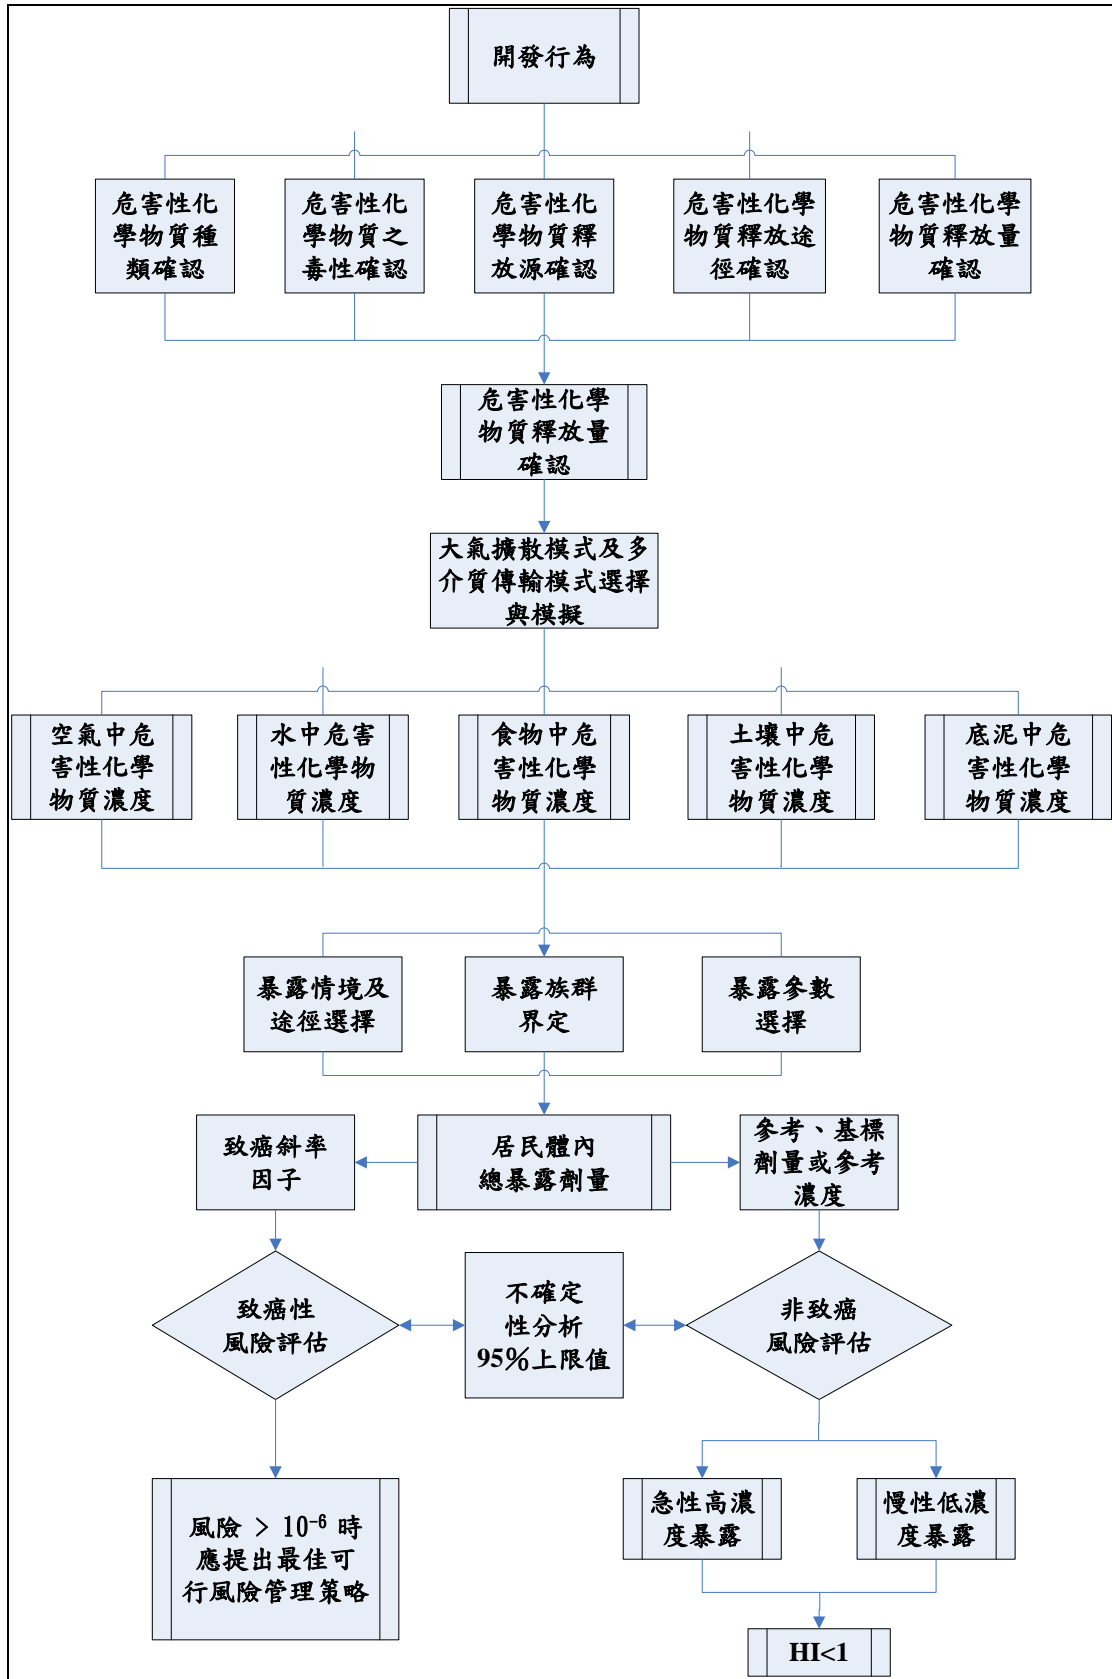 開發行為
危害性化
學物質種
類確認
危害性化
學物質之
毒性確認
危害性化
學物質釋
放源確認
危害性化學
物質釋放途
徑確認
危害性化學
物質釋放量
確認
危害性化學
物質釋放量
確認
大氣擴散模式及多
介質傳輸模式選擇
與模擬
空氣中危
害性化學
物質濃度
水中危害
性化學物
質濃度
食物中危
害性化學
物質濃度
土壤中危
害性化學
物質濃度
底泥中危
害性化學
物質濃度
暴露情境及
途徑選擇
暴露族群
界定
暴露參數
選擇
致癌斜率
因子
居民體內
總暴露劑量
參考、基標
劑量或參考
濃度
致癌性
風險評估
不確定
性分析
95%上限值
非致癌
風險評估
風險 > 10⁻⁶ 時
應提出最佳可
行風險管理策略
急性高濃
度暴露
慢性低濃
度暴露
HI<1